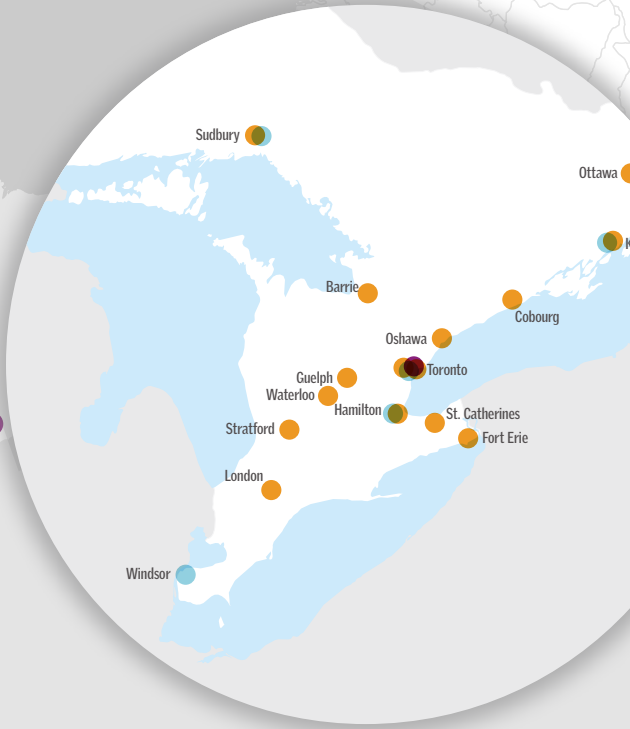 Sudbury
Ottawa
K
Barrie
Cobourg
Oshawa
Toronto
Guelph
Waterloo
Hamilton
St. Catherines
Stratford
Fort Erie
London
Windsor